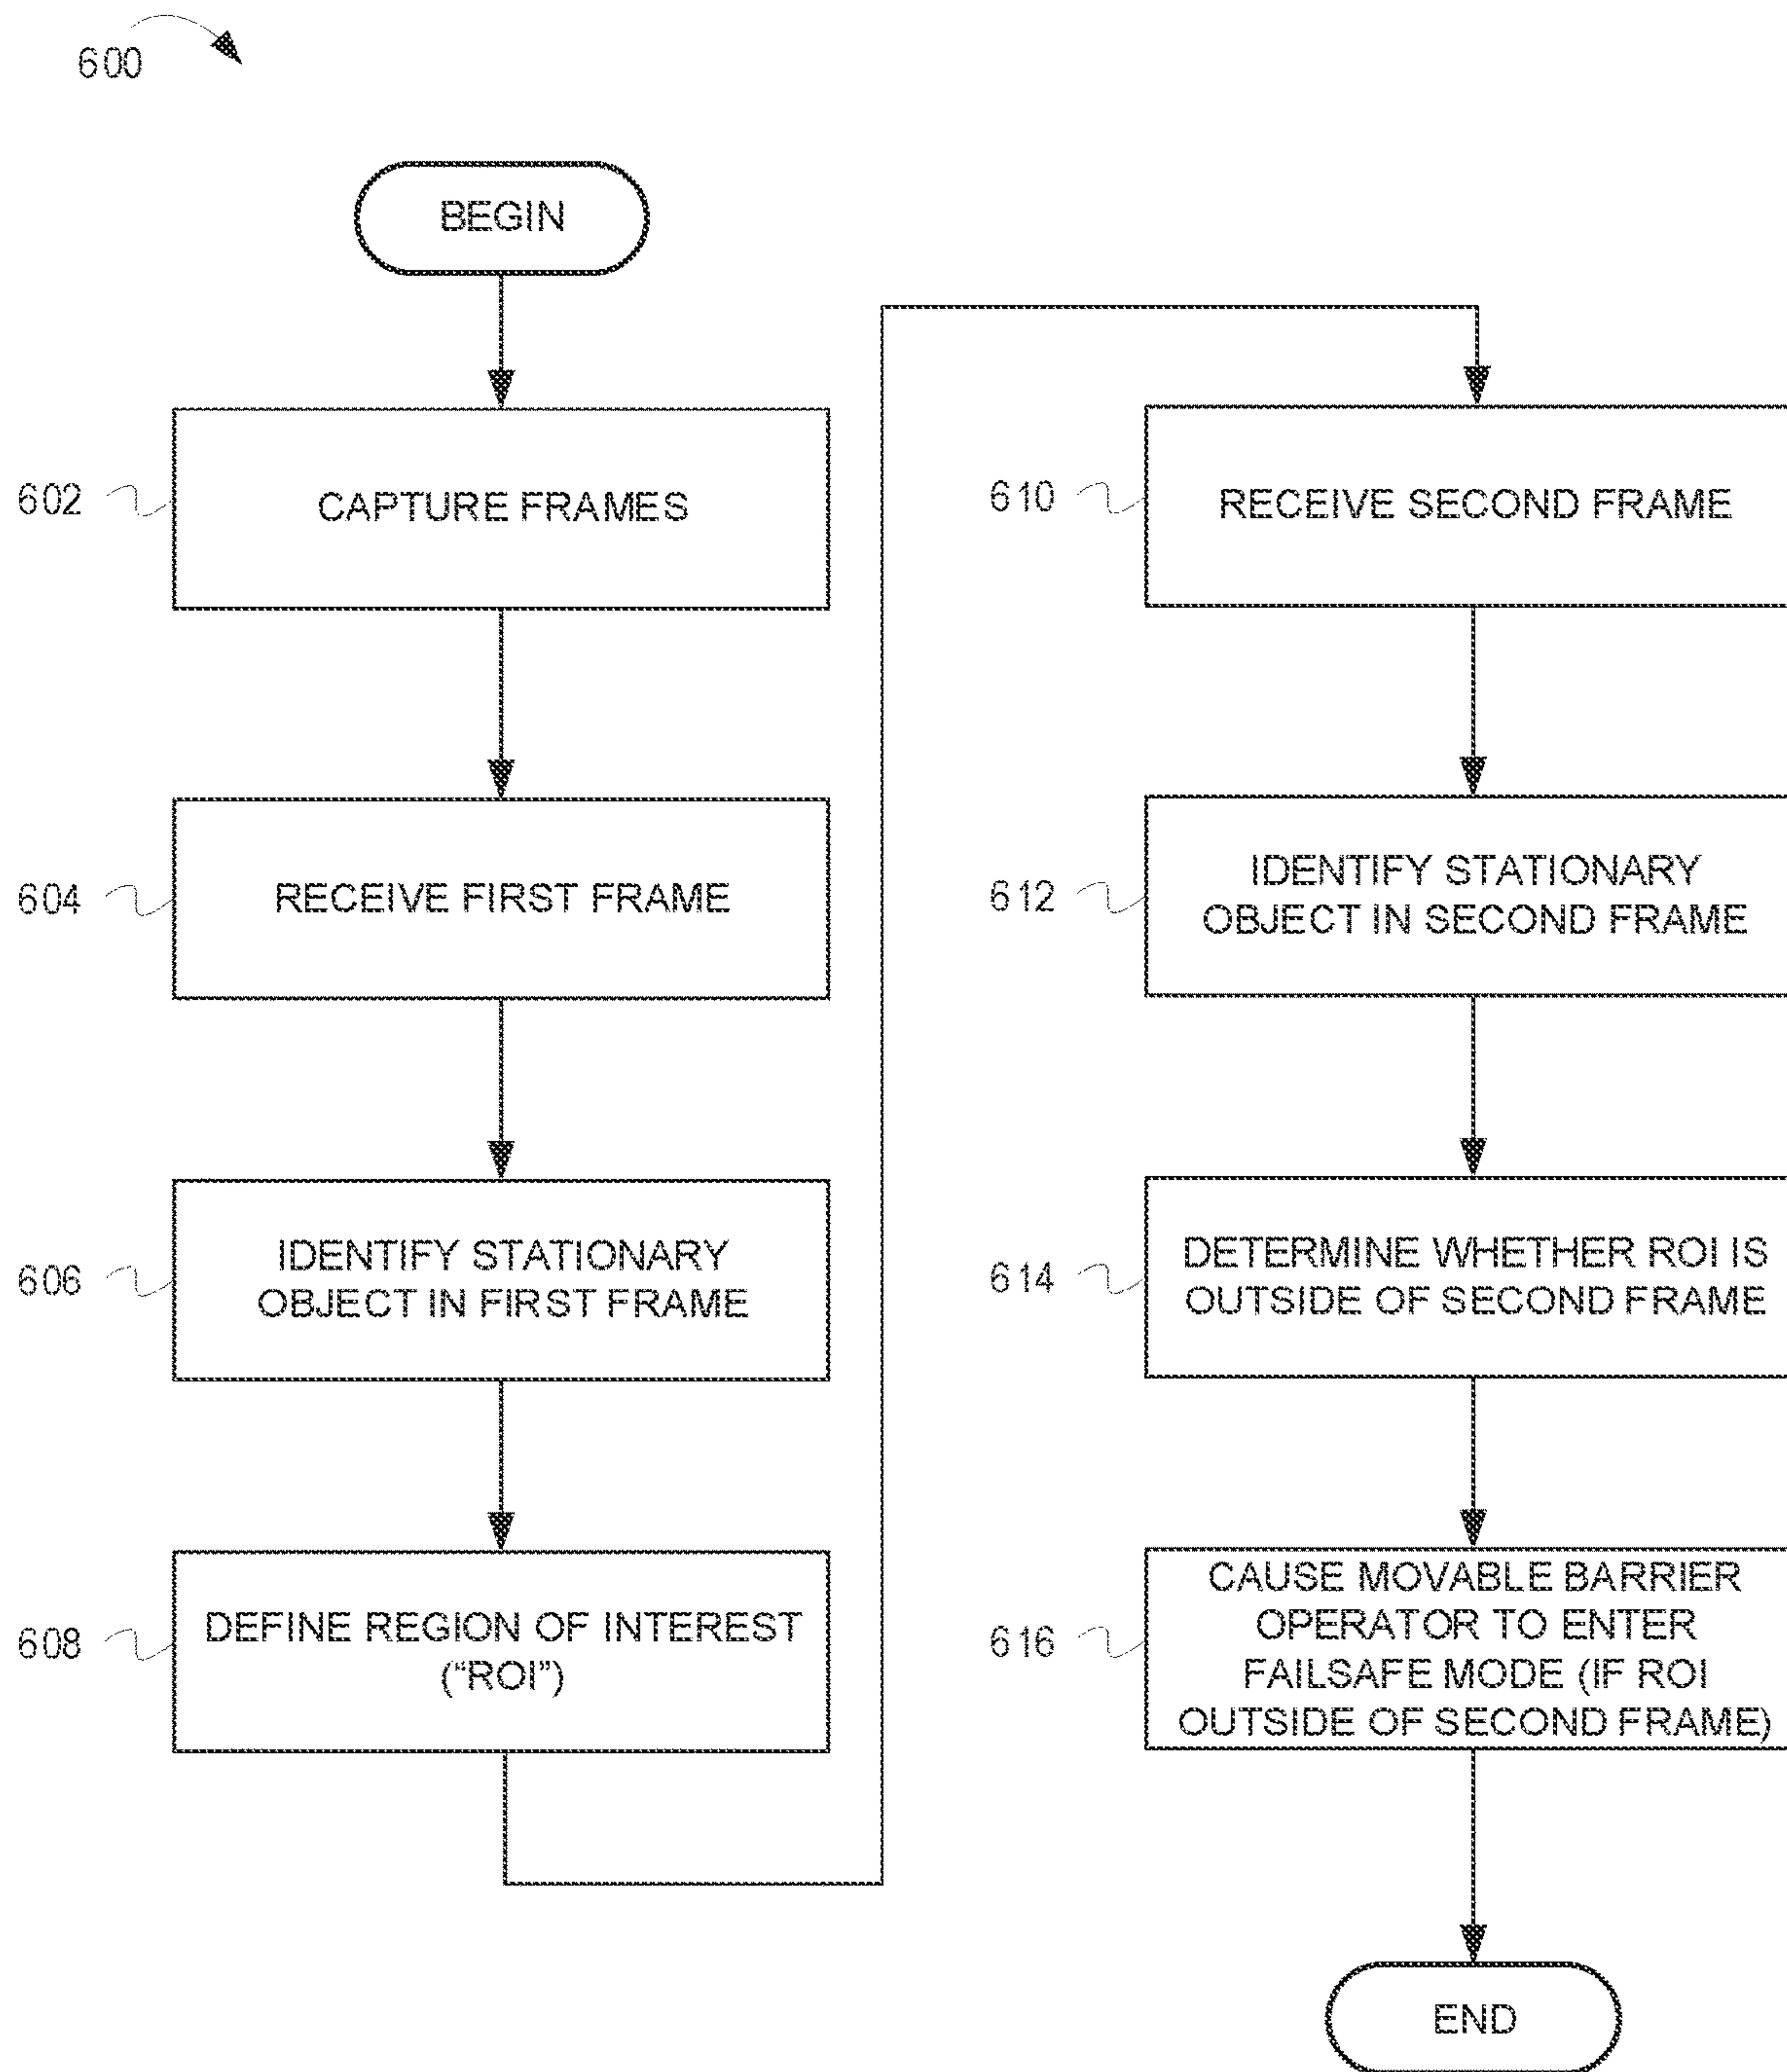 600
BEGIN
602
CAPTURE FRAMES
604
RECEIVE FIRST FRAME
606
IDENTIFY STATIONARY
OBJECT IN FIRST FRAME
608
DEFINE REGION OF INTEREST
(“ROI”)
610
RECEIVE SECOND FRAME
612
IDENTIFY STATIONARY
OBJECT IN SECOND FRAME
614
DETERMINE WHETHER ROI IS
OUTSIDE OF SECOND FRAME
616
CAUSE MOVABLE BARRIER
OPERATOR TO ENTER
FAILSAFE MODE (IF ROI
OUTSIDE OF SECOND FRAME)
END